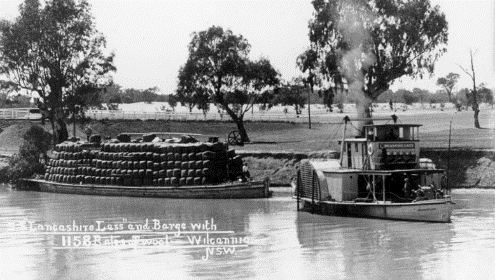 "Lancashire Lass" and Barge with
1158 Bales of wool - Wilcannia
N.S.W.